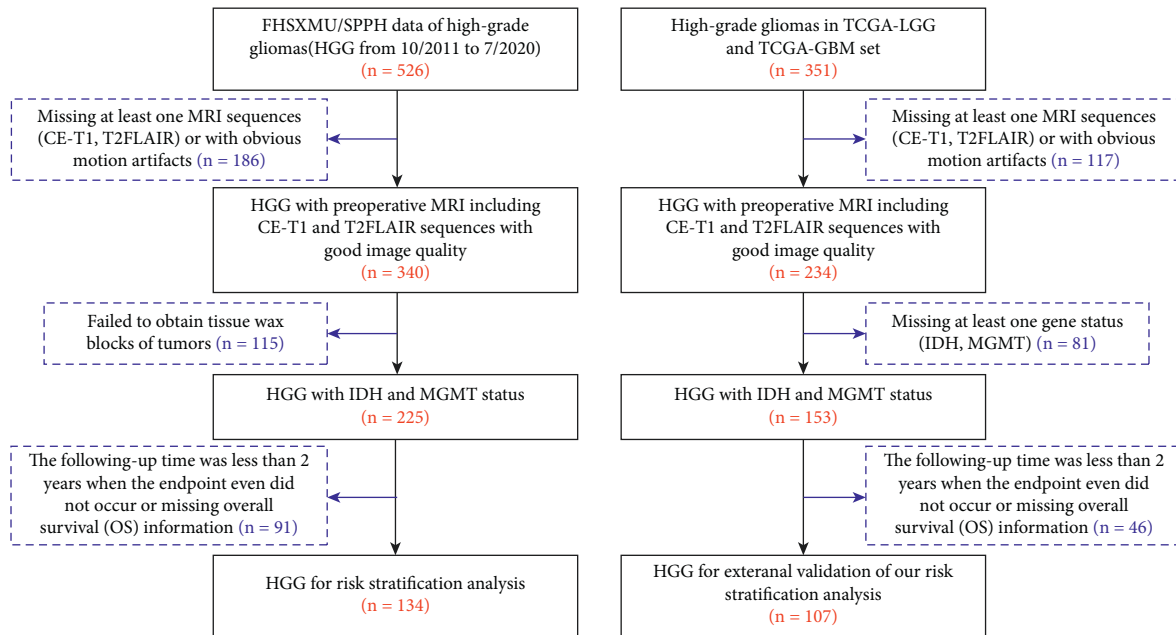 FHSXMU/SPPH data of high-grade
gliomas(HGG from 10/2011 to 7/2020)
(n = 526)
Missing at least one MRI sequences
(CE-T1, T2FLAIR) or with obvious
motion artifacts (n = 186)
HGG with preoperative MRI including
CE-T1 and T2FLAIR sequences with
good image quality
(n = 340)
Failed to obtain tissue wax
blocks of tumors (n = 115)
HGG with IDH and MGMT status
(n = 225)
The following-up time was less than 2
years when the endpoint even did
not occur or missing overall
survival (OS) information (n = 91)
HGG for risk stratification analysis
(n = 134)
High-grade gliomas in TCGA-LGG
and TCGA-GBM set
(n = 351)
Missing at least one MRI sequences
(CE-T1, T2FLAIR) or with obvious
motion artifacts (n = 117)
HGG with preoperative MRI including
CE-T1 and T2FLAIR sequences with
good image quality
(n = 234)
Missing at least one gene status
(IDH, MGMT) (n = 81)
HGG with IDH and MGMT status
(n = 153)
The following-up time was less than 2
years when the endpoint even did
not occur or missing overall
survival (OS) information (n = 46)
HGG for exteranal validation of our risk
stratification analysis
(n = 107)